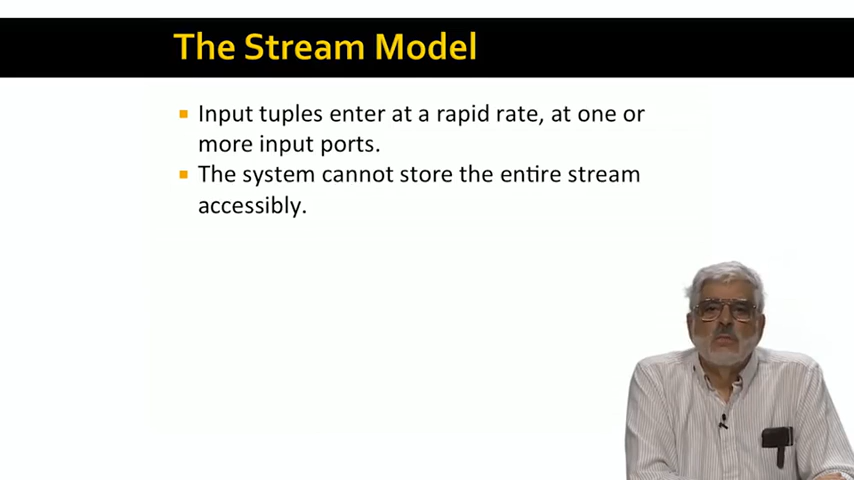 The Stream Model
Input tuples enter at a rapid rate, at one or
more input ports.
The system cannot store the entire stream
accessibly.